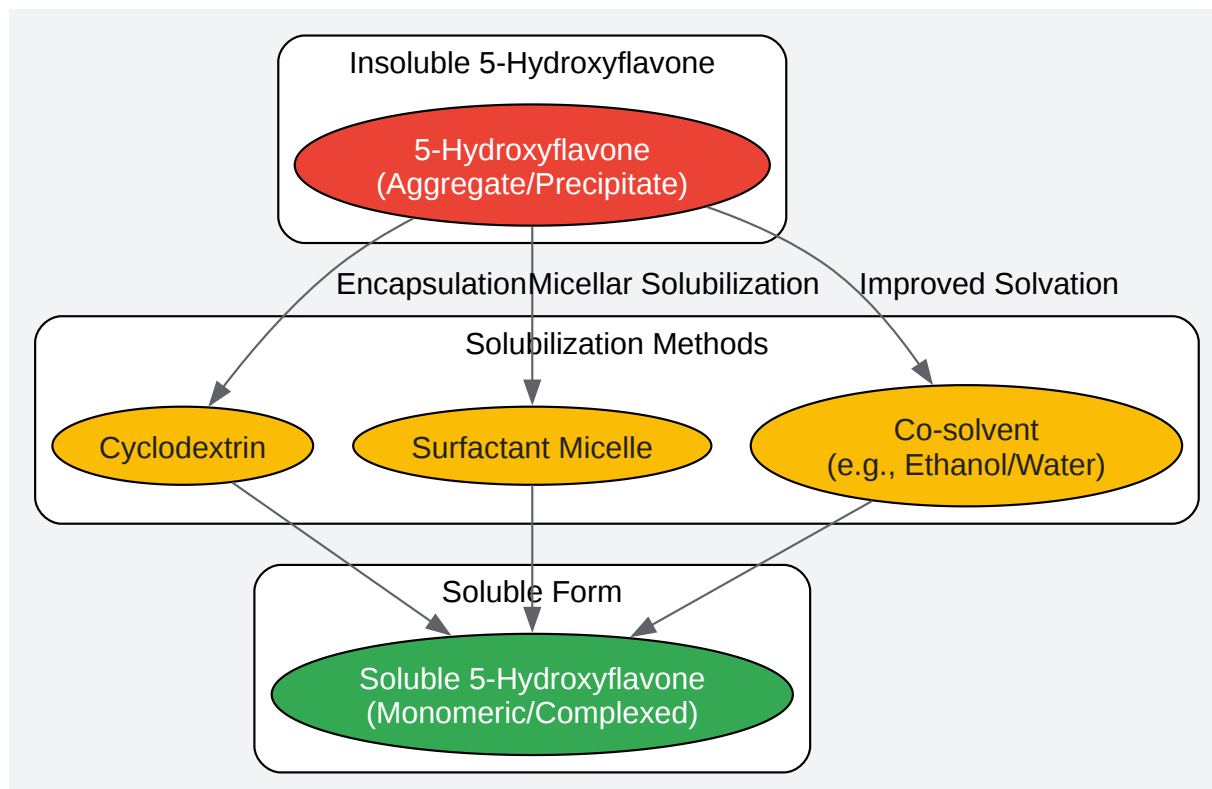 Insoluble 5-Hydroxyflavone
5-Hydroxyflavone
(Aggregate/Precipitate)
Encapsulation
Micellar Solubilization
Improved Solvation
Solubilization Methods
Cyclodextrin
Surfactant Micelle
Co-solvent
(e.g., Ethanol/Water)
Soluble Form
Soluble 5-Hydroxyflavone
(Monomeric/Complexed)